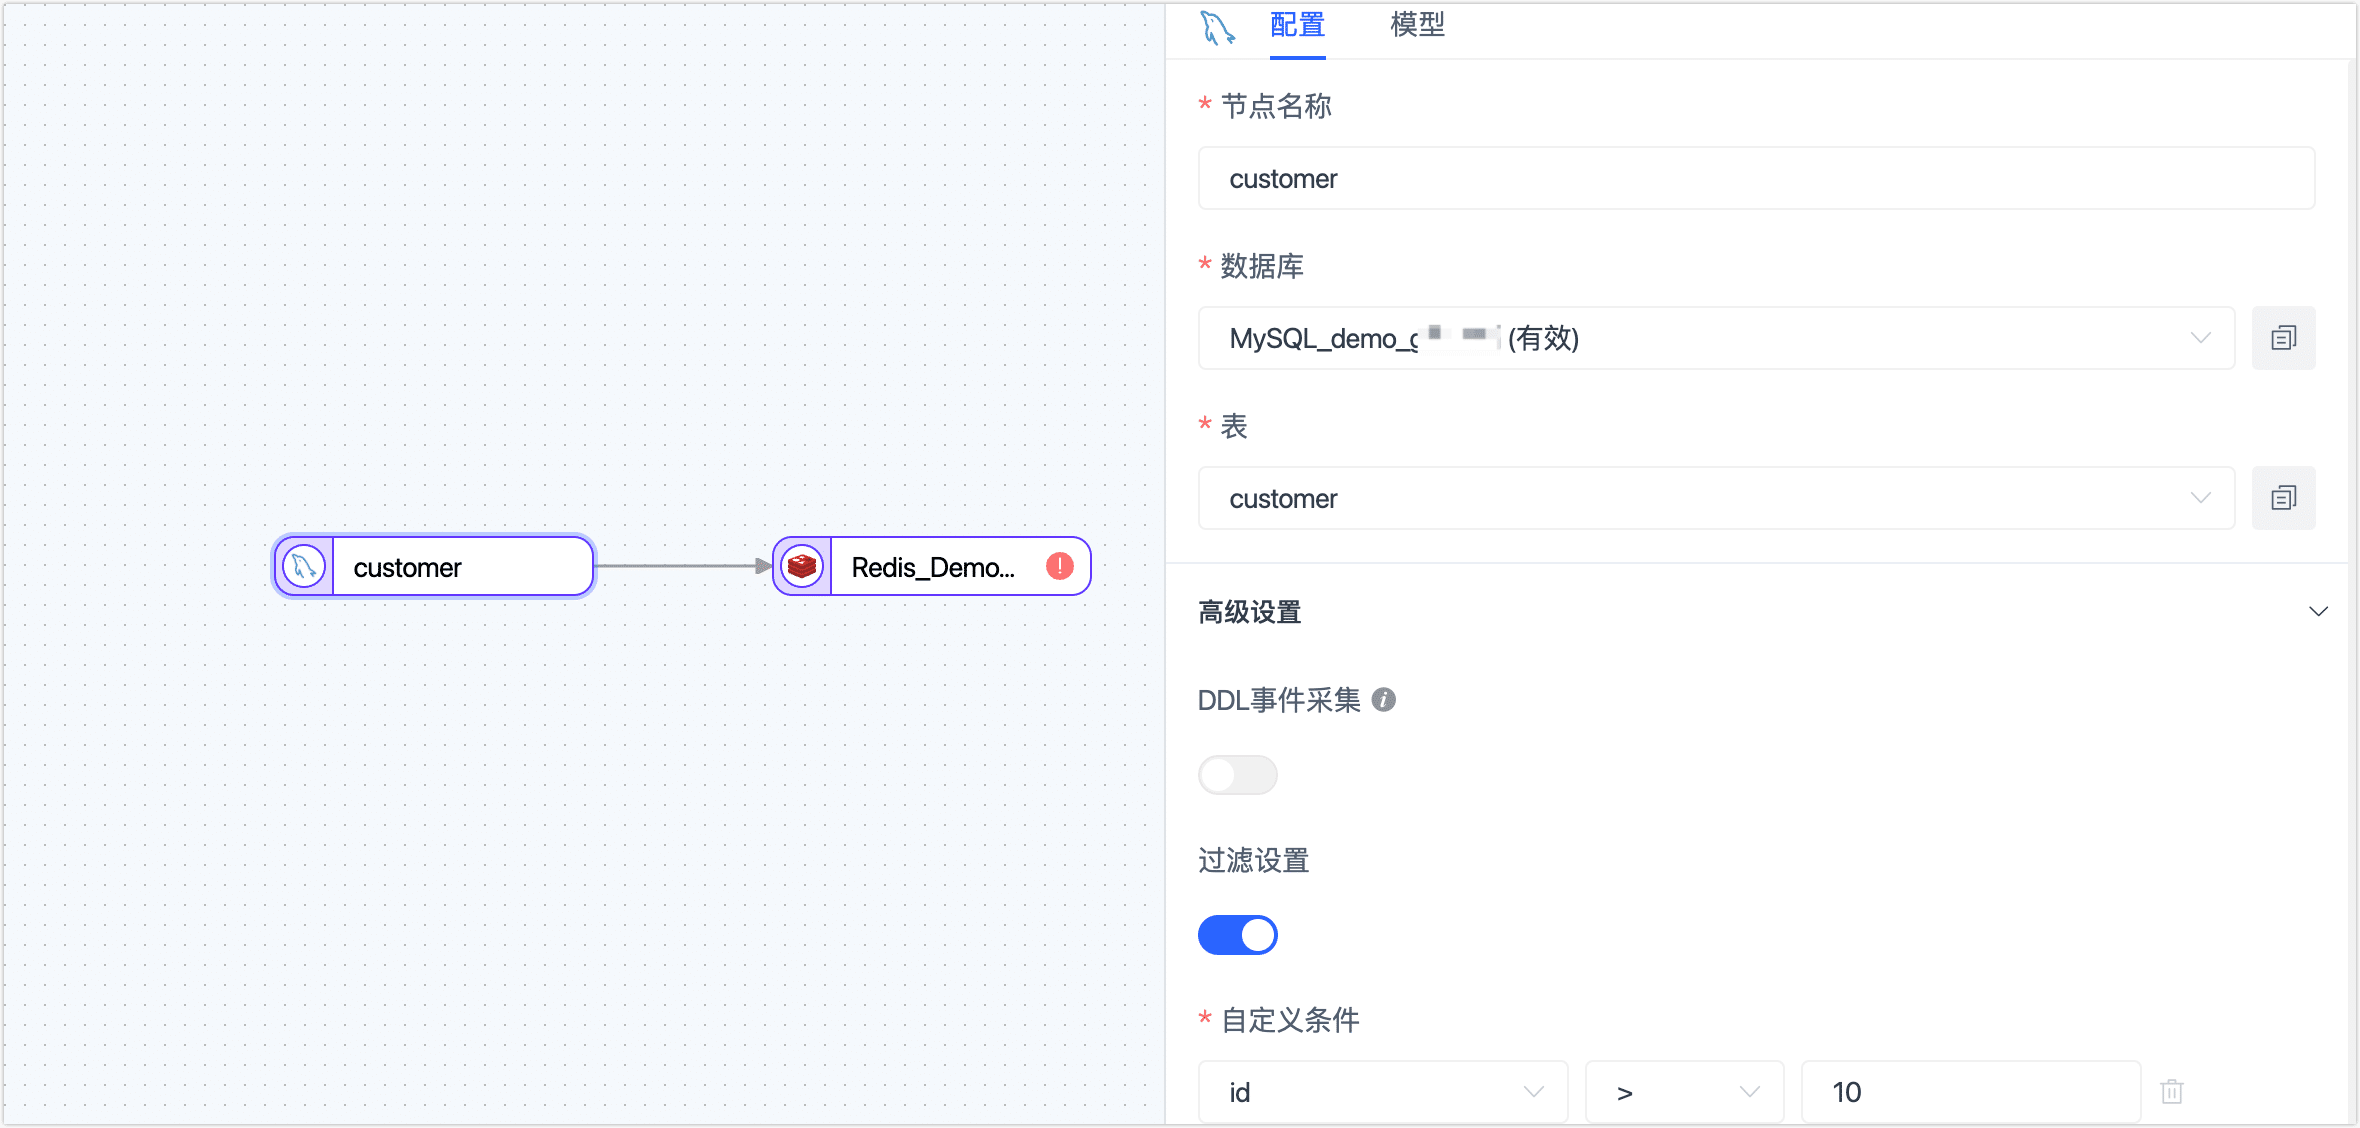 配置
模型
* 节点名称
customer
* 数据库
MySQL_demo_ (有效)
* 表
customer
customer
Redis_Demo...
高级设置
DDL事件采集
过滤设置
* 自定义条件
id
>
10